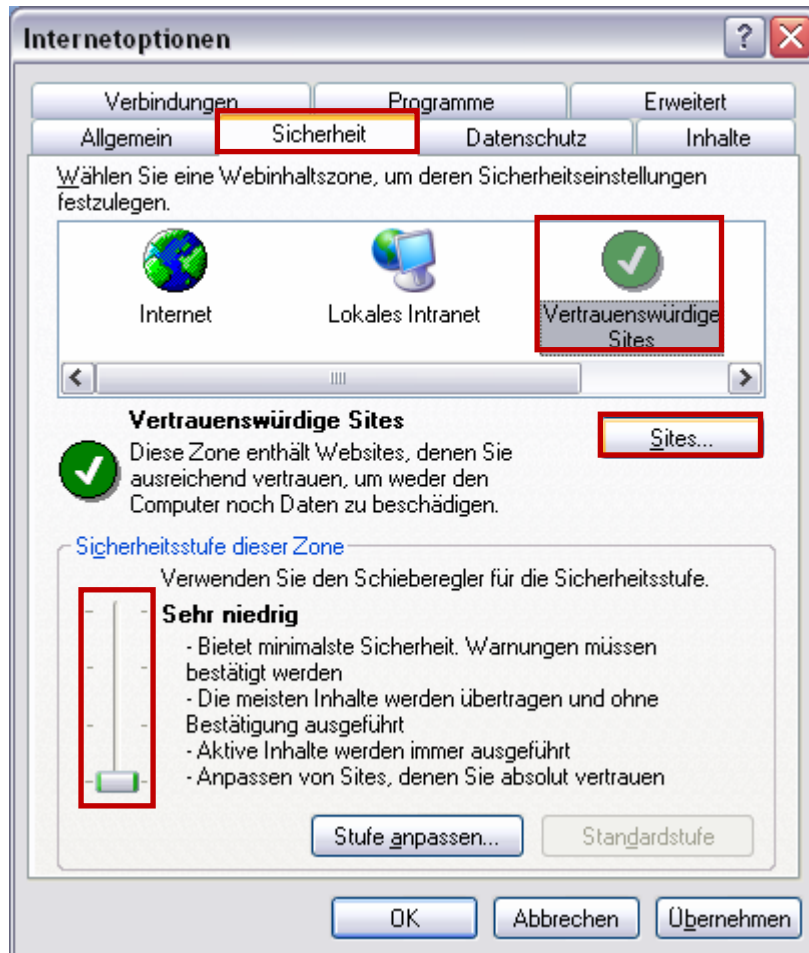 Internetoptionen
Verbindungen Programme Erweitert
Allgemein Sicherheit Datenschutz Inhalte
Wählen Sie eine Webinhaltszone, um deren Sicherheitseinstellungen
festzulegen.
Internet Lokales Intranet Vertrauenswürdige
Sites
Vertrauenswürdige Sites
Sites...
Diese Zone enthält Websites, denen Sie
ausreichend vertrauen, um weder den
Computer noch Daten zu beschädigen.
Sicherheitsstufe dieser Zone
Verwenden Sie den Schieberegler für die Sicherheitsstufe.
Sehr niedrig
- Bietet minimalste Sicherheit. Warnungen müssen
bestätigt werden
- Die meisten Inhalte werden übertragen und ohne
Bestätigung ausgeführt
- Aktive Inhalte werden immer ausgeführt
- Anpassen von Sites, denen Sie absolut vertrauen
Stufe anpassen... Standardstufe
OK Abbrechen Übernehmen